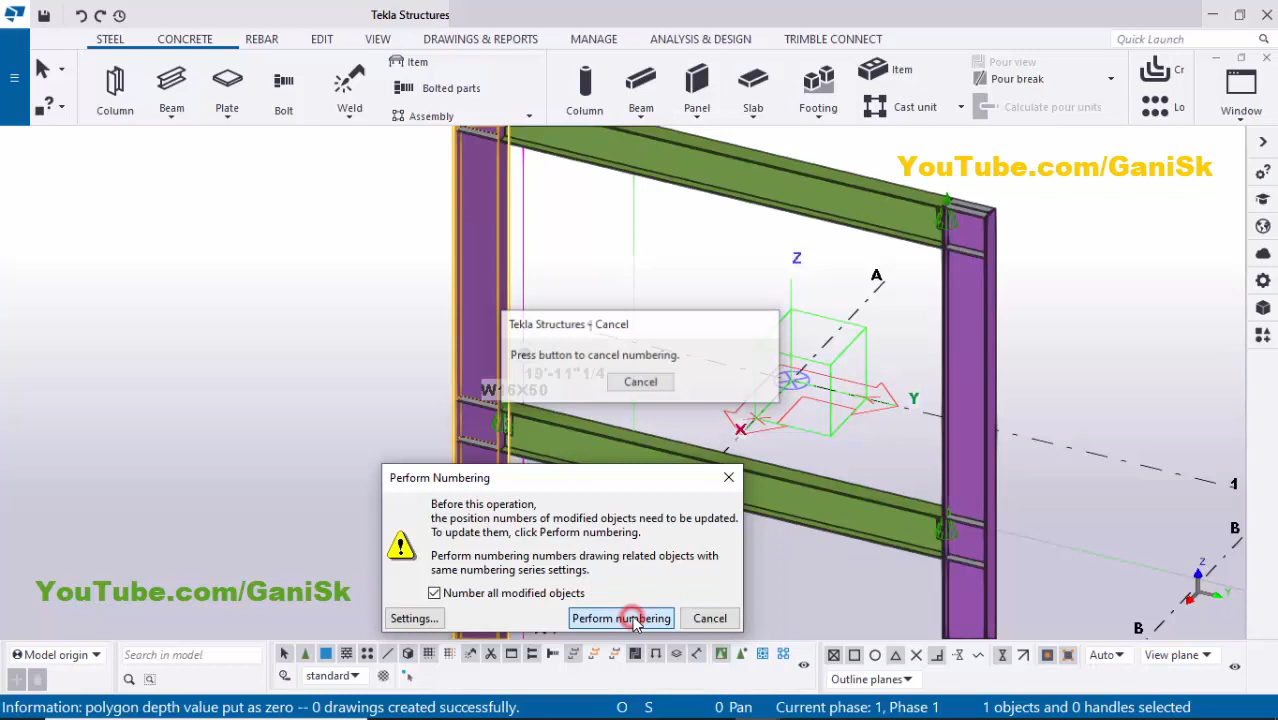 Tekla Structures
STEEL CONCRETE REBAR EDIT VIEW DRAWINGS & REPORTS MANAGE ANALYSIS & DESIGN TRIMBLE CONNECT Quick Launch
Item Item Pour view Cr
Bolted parts Pour break
Column Beam Plate Bolt Weld Assembly Column Beam Panel Slab Footing Cast unit Calculate pour units Lo Window
YouTube.com/GaniSk
Z
A
Tekla Structures - Cancel
Press button to cancel numbering.
19'-11" 1/4
Cancel
W16X50
Y
X
Perform Numbering
1
Before this operation,
the position numbers of modified objects need to be updated.
To update them, click Perform numbering.
B
Perform numbering numbers drawing related objects with
same numbering series settings.
Z
YouTube.com/GaniSk
Number all modified objects
Y
Settings... Perform numbering Cancel
B
Model origin Search in model Auto View plane
standard Outline planes
Information: polygon depth value put as zero -- 0 drawings created successfully. O S 0 Pan Current phase: 1, Phase 1 1 objects and 0 handles selected